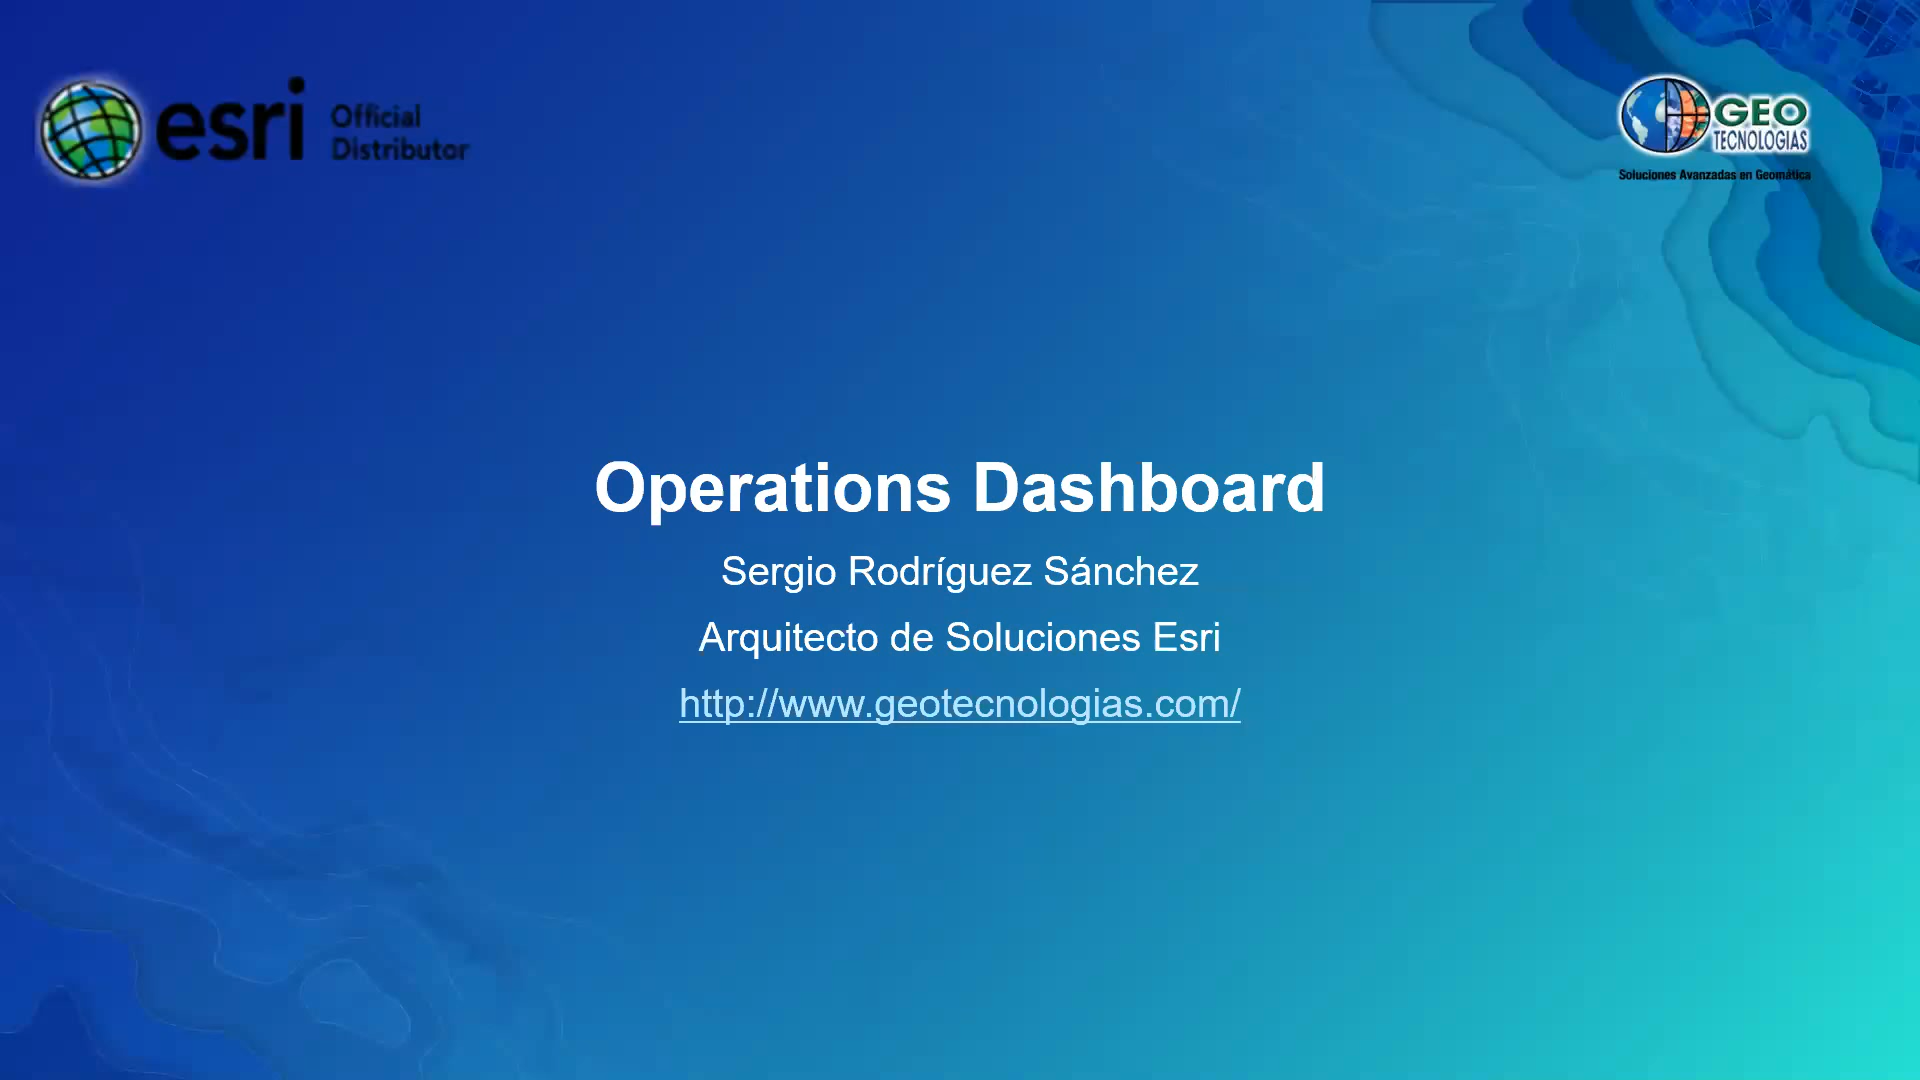 esri Official
Distributor
GEO
TECNOLOGIAS
Soluciones Avanzadas en Geomática
Operations Dashboard
Sergio Rodríguez Sánchez
Arquitecto de Soluciones Esri
http://www.geotecnologias.com/